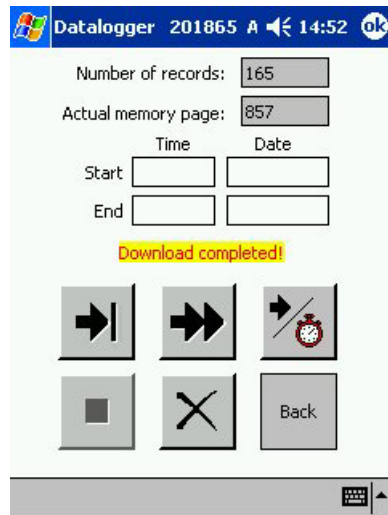 Datalogger 201865 A 14:52 ok
Number of records: 165
Actual memory page: 857
Time Date
Start
End
Download completed!
Back